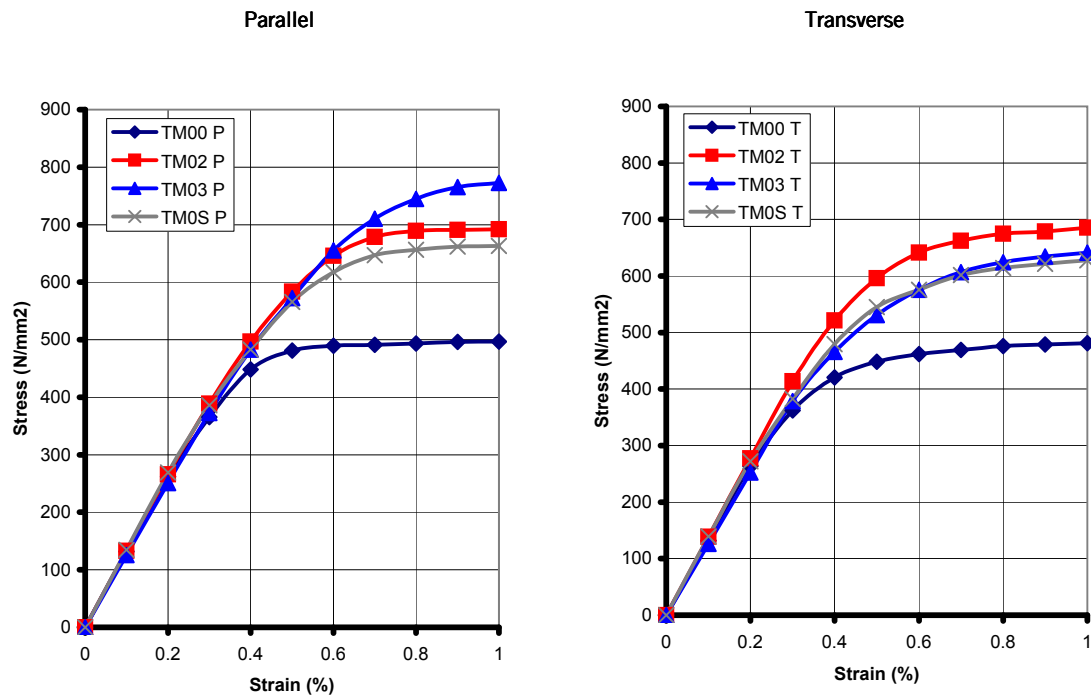 Parallel
Transverse
900
800
700
600
500
400
300
200
100
0
Stress (N/mm2)
TM00 P
TM02 P
TM03 P
TM0S P
0 0.2 0.4 0.6 0.8 1
Strain (%)
900
800
700
600
500
400
300
200
100
0
Stress (N/mm2)
TM00 T
TM02 T
TM03 T
TM0S T
0 0.2 0.4 0.6 0.8 1
Strain (%)